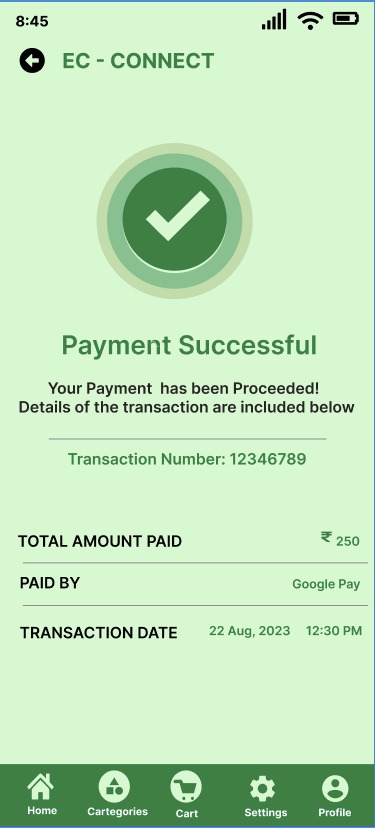 8:45
EC - CONNECT
Payment Successful
Your Payment has been Proceeded!
Details of the transaction are included below
Transaction Number: 12346789
TOTAL AMOUNT PAID ₹ 250
PAID BY Google Pay
TRANSACTION DATE 22 Aug, 2023 12:30 PM
Home Cartegories Cart Settings Profile